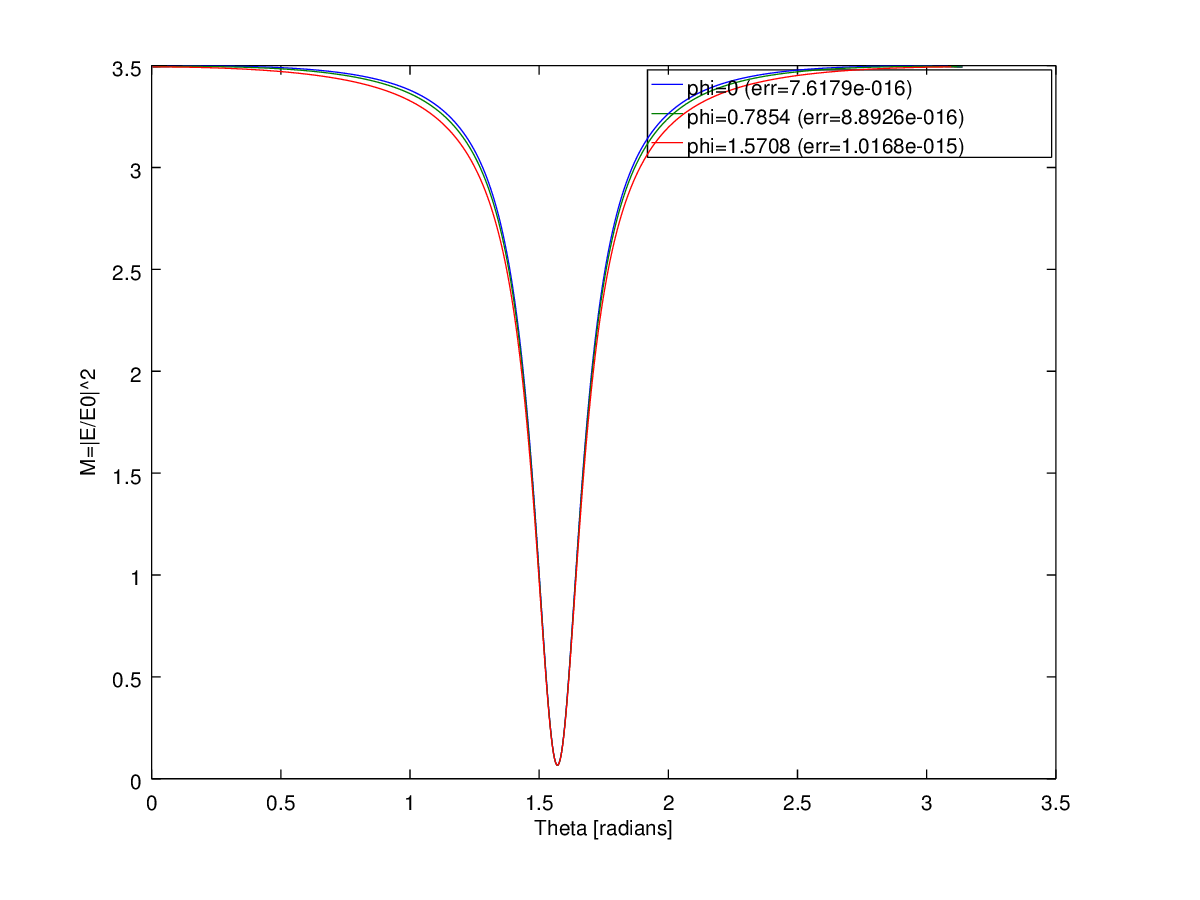 3.5
3
2.5
2
1.5
1
0.5
0
M=|E/E0|^2
phi=0 (err=7.6179e-016)
phi=0.7854 (err=8.8926e-016)
phi=1.5708 (err=1.0168e-015)
0 0.5 1 1.5 2 2.5 3 3.5
Theta [radians]